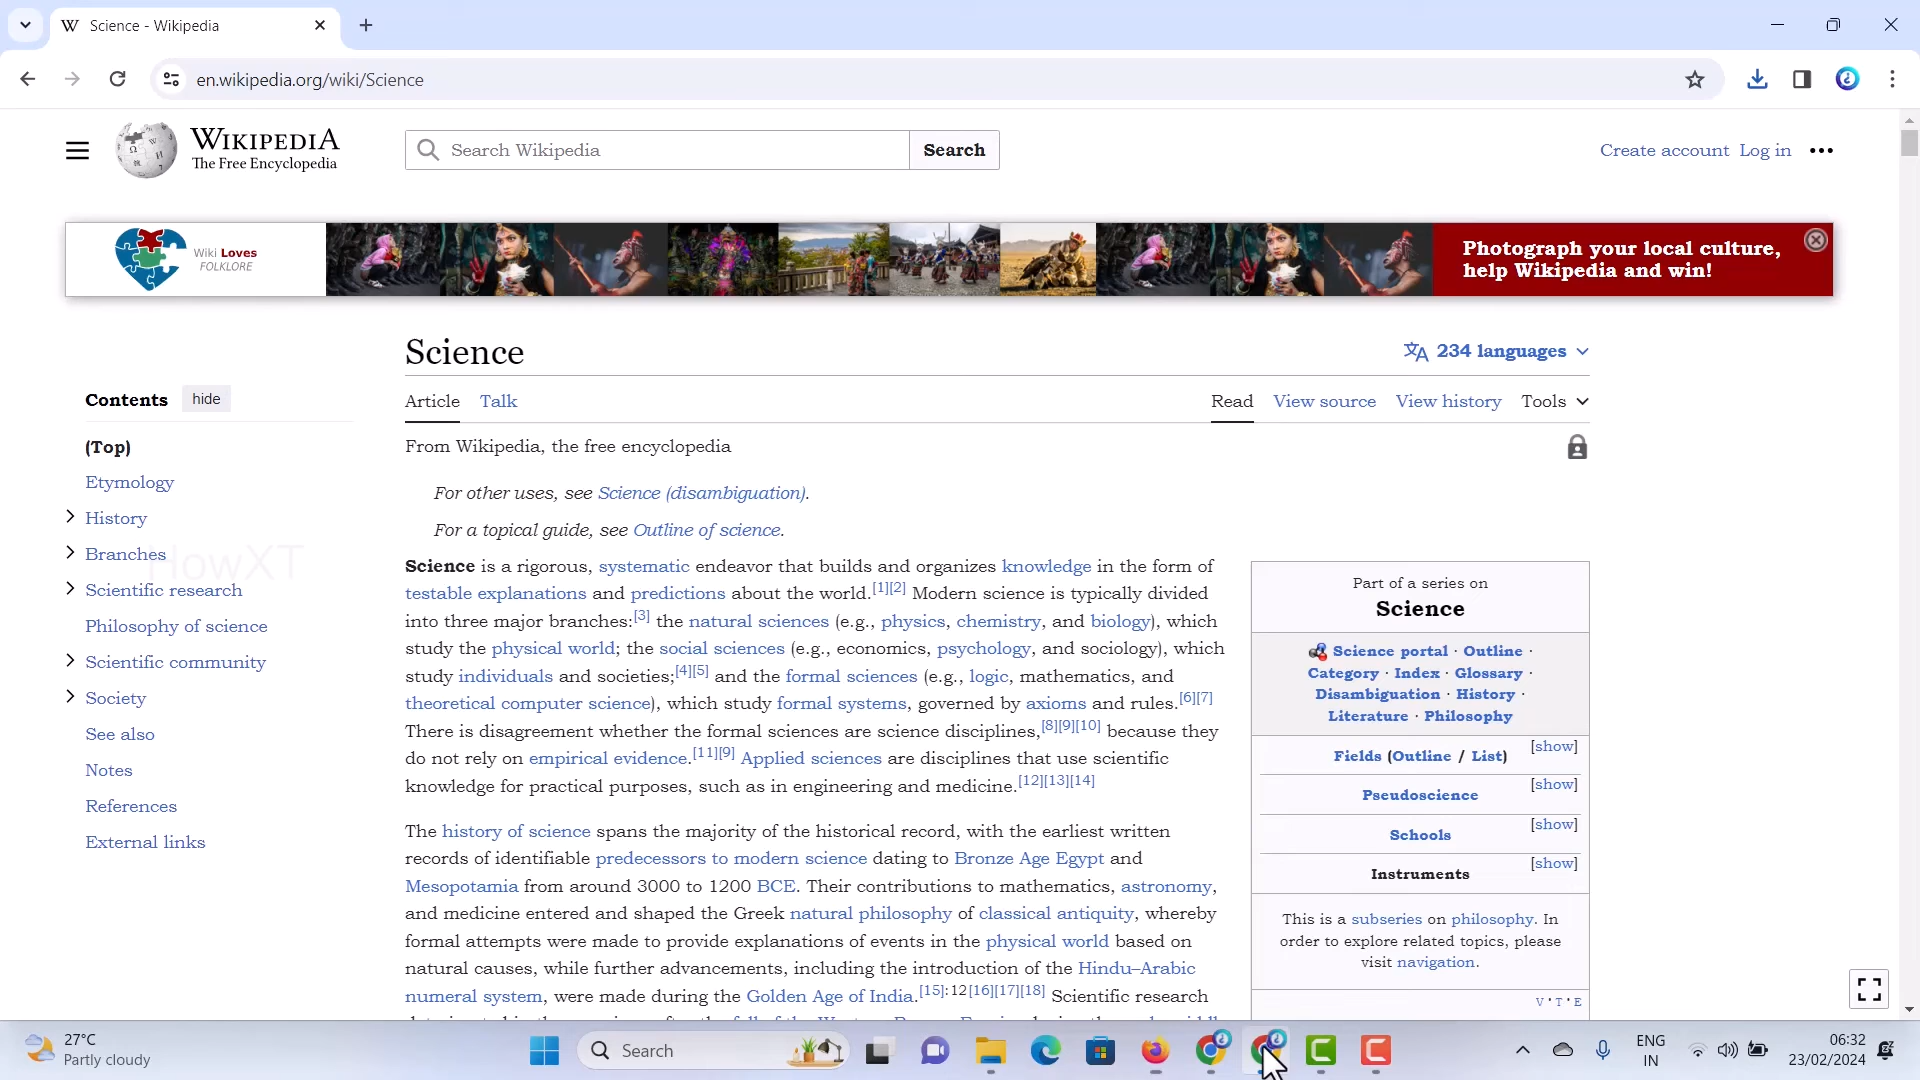 Science - Wikipedia
en.wikipedia.org/wiki/Science
WIKIPEDIA
The Free Encyclopedia
Search Wikipedia
Search
Create account Log in
Wiki Loves
FOLKLORE
Photograph your local culture,
help Wikipedia and win!
Science
234 languages
Contents hide
Article Talk
Read View source View history Tools
(Top)
Etymology
History
Branches
Scientific research
Philosophy of science
Scientific community
Society
See also
Notes
References
External links
HowXT
From Wikipedia, the free encyclopedia
For other uses, see Science (disambiguation).
For a topical guide, see Outline of science.
Science is a rigorous, systematic endeavor that builds and organizes knowledge in the form of
testable explanations and predictions about the world.[1][2] Modern science is typically divided
into three major branches:[3] the natural sciences (e.g., physics, chemistry, and biology), which
study the physical world; the social sciences (e.g., economics, psychology, and sociology), which
study individuals and societies;[4][5] and the formal sciences (e.g., logic, mathematics, and
theoretical computer science), which study formal systems, governed by axioms and rules.[6][7]
There is disagreement whether the formal sciences are science disciplines,[8][9][10] because they
do not rely on empirical evidence.[11][9] Applied sciences are disciplines that use scientific
knowledge for practical purposes, such as in engineering and medicine.[12][13][14]
The history of science spans the majority of the historical record, with the earliest written
records of identifiable predecessors to modern science dating to Bronze Age Egypt and
Mesopotamia from around 3000 to 1200 BCE. Their contributions to mathematics, astronomy,
and medicine entered and shaped the Greek natural philosophy of classical antiquity, whereby
formal attempts were made to provide explanations of events in the physical world based on
natural causes, while further advancements, including the introduction of the Hindu–Arabic
numeral system, were made during the Golden Age of India.[15]:12[16][17][18] Scientific research
Part of a series on
Science
Science portal · Outline ·
Category · Index · Glossary ·
Disambiguation · History ·
Literature · Philosophy
Fields (Outline / List) [show]
Pseudoscience [show]
Schools [show]
Instruments [show]
This is a subseries on philosophy. In
order to explore related topics, please
visit navigation.
V·T·E
27°C
Partly cloudy
Search
ENG
IN
06:32
23/02/2024